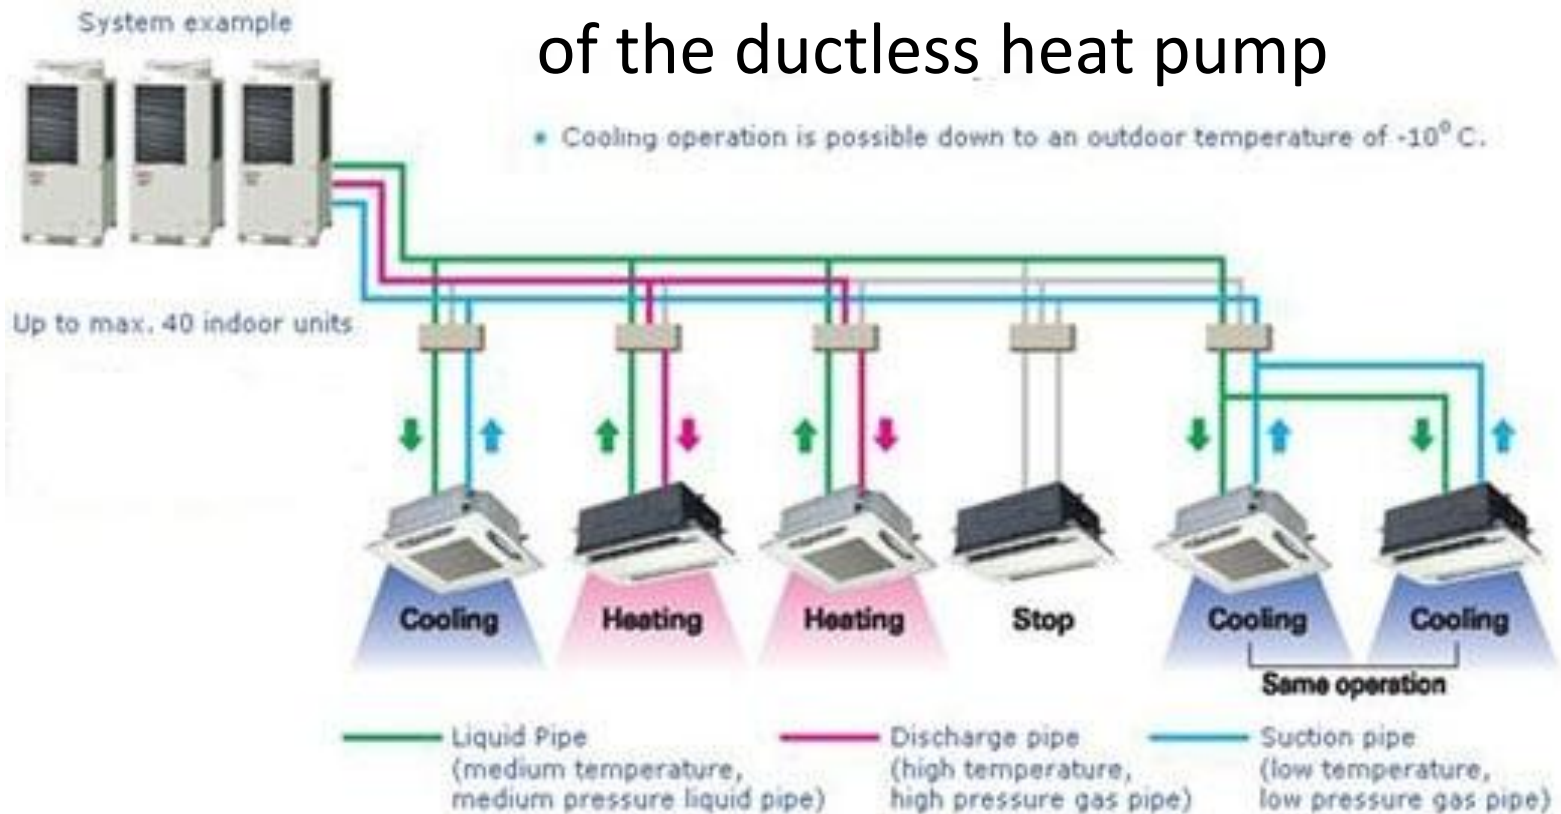 System example
of the ductless heat pump
• Cooling operation is possible down to an outdoor temperature of -10⁰ C.
Up to max. 40 indoor units
Cooling
Heating
Heating
Stop
Cooling
Cooling
Same operation
Liquid Pipe
(medium temperature,
medium pressure liquid pipe)
Discharge pipe
(high temperature,
high pressure gas pipe)
Suction pipe
(low temperature,
low pressure gas pipe)